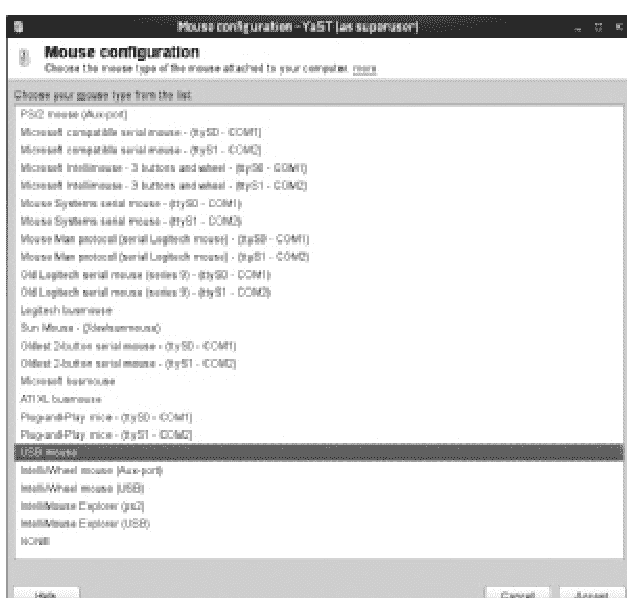 Mouse configuration - YaST (as superuser)
Mouse configuration
Choose the mouse type of the mouse attached to your computer. more
Choose your mouse type from the list
PS/2 mouse (Aux-port)
Microsoft compatible serial mouse - (ttyS0 - COM1)
Microsoft compatible serial mouse - (ttyS1 - COM2)
Microsoft Intellimouse - 3 buttons and wheel - (ttyS0 - COM1)
Microsoft Intellimouse - 3 buttons and wheel - (ttyS1 - COM2)
Mouse Systems serial mouse - (ttyS0 - COM1)
Mouse Systems serial mouse - (ttyS1 - COM2)
Mouse Man protocol (serial Logitech mouse) - (ttyS0 - COM1)
Mouse Man protocol (serial Logitech mouse) - (ttyS1 - COM2)
Old Logitech serial mouse (series 9) - (ttyS0 - COM1)
Old Logitech serial mouse (series 9) - (ttyS1 - COM2)
Logitech busmouse
Sun Mouse - (/dev/sunmouse)
Oldest 2-button serial mouse - (ttyS0 - COM1)
Oldest 2-button serial mouse - (ttyS1 - COM2)
Microsoft busmouse
ATI XL busmouse
Plug-and-Play mice - (ttyS0 - COM1)
Plug-and-Play mice - (ttyS1 - COM2)
USB mouse
Intelli/Wheel mouse (Aux-port)
Intelli/Wheel mouse (USB)
IntelliMouse Explorer (ps2)
IntelliMouse Explorer (USB)
NONE
Help Cancel Accept